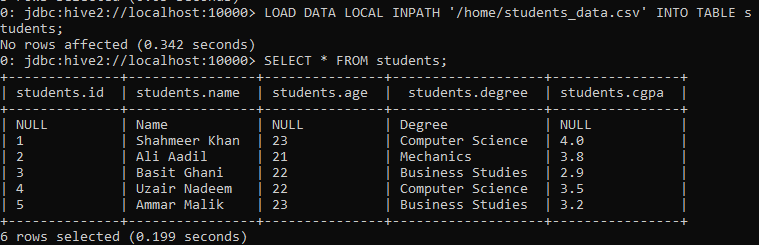 0: jdbc:hive2://localhost:10000> LOAD DATA LOCAL INPATH '/home/students_data.csv' INTO TABLE s
tudents;
No rows affected (0.342 seconds)
0: jdbc:hive2://localhost:10000> SELECT * FROM students;
+--------------+----------------+---------------+-------------------+----------------+
| students.id | students.name | students.age | students.degree | students.cgpa |
+--------------+----------------+---------------+-------------------+----------------+
| NULL | Name | NULL | Degree | NULL |
| 1 | Shahmeer Khan | 23 | Computer Science | 4.0 |
| 2 | Ali Aadil | 21 | Mechanics | 3.8 |
| 3 | Basit Ghani | 22 | Business Studies | 2.9 |
| 4 | Uzair Nadeem | 22 | Computer Science | 3.5 |
| 5 | Ammar Malik | 23 | Business Studies | 3.2 |
+--------------+----------------+---------------+-------------------+----------------+
6 rows selected (0.199 seconds)